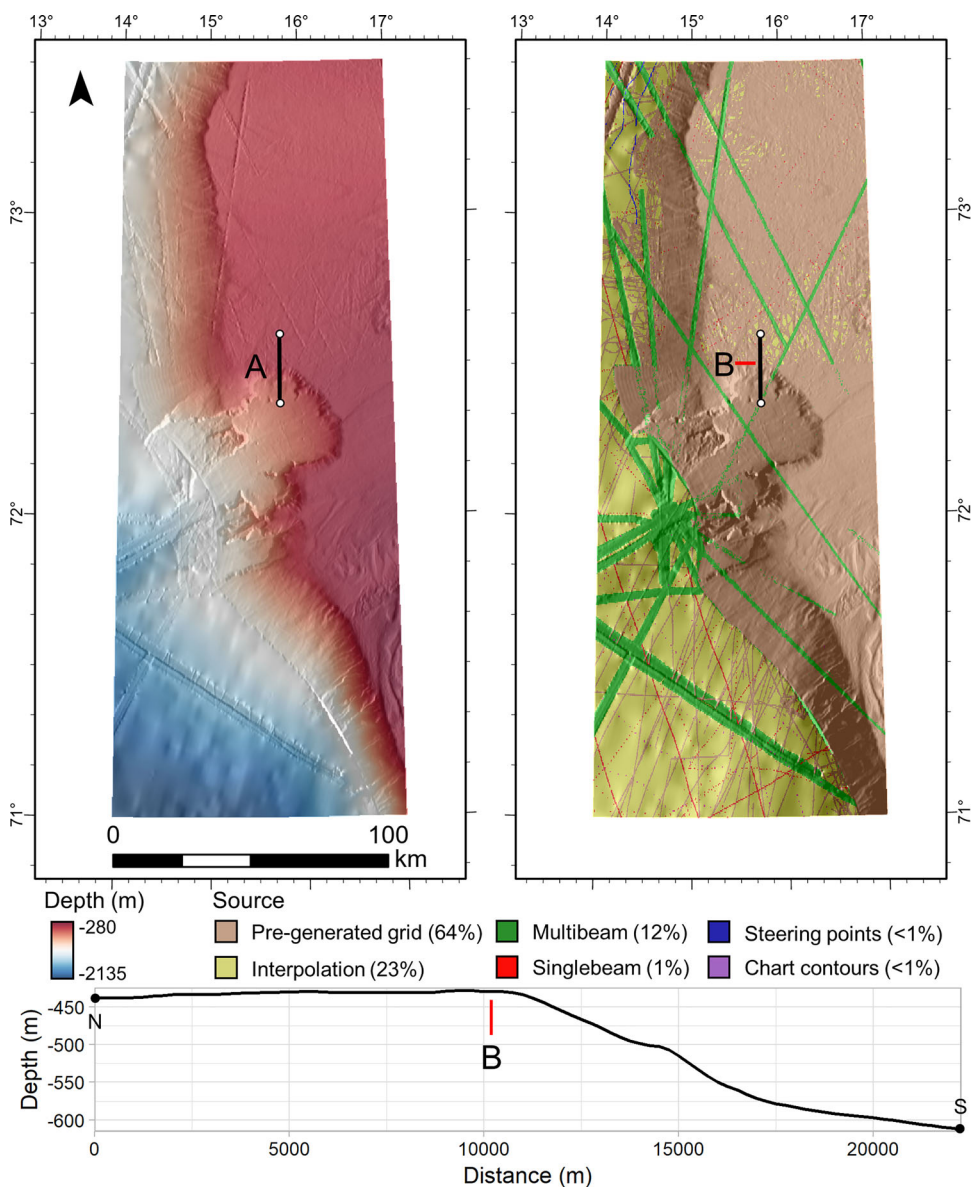 13° 14° 15° 16° 17° 13° 14° 15° 16° 17°
73° 73°
A B
72° 72°
71° 71°
0 100
km
Depth (m) Source
-280 Pre-generated grid (64%) Multibeam (12%) Steering points (<1%)
-2135 Interpolation (23%) Singlebeam (1%) Chart contours (<1%)
Depth (m)
-450
-500
-550
-600
N
B
S
0 5000 10000 15000 20000
Distance (m)